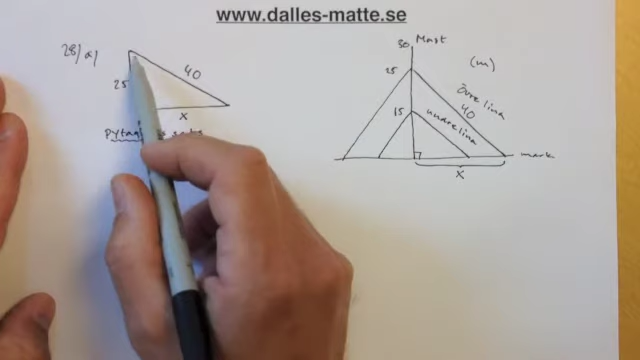 www.dalles-matte.se
28/ a/
25
40
x
30 Mast
25
(m)
övre lina
40
15
undre lina
mark
x